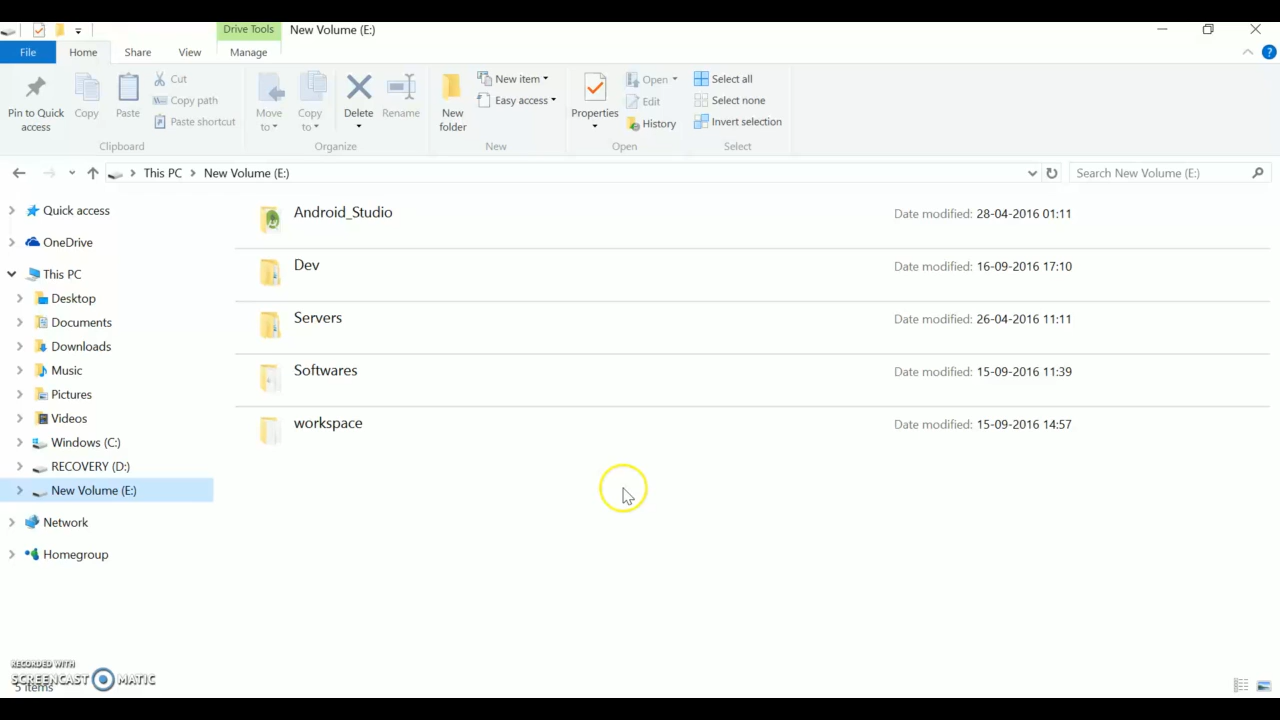 Drive Tools New Volume (E:)
File Home Share View Manage
Pin to Quick access
Copy
Paste
Cut
Copy path
Paste shortcut
Clipboard
Move to
Copy to
Delete
Rename
Organize
New folder
New item
Easy access
New
Properties
Open
Edit
History
Open
Select all
Select none
Invert selection
Select
This PC New Volume (E:) Search New Volume (E:)
Quick access
OneDrive
This PC
Desktop
Documents
Downloads
Music
Pictures
Videos
Windows (C:)
RECOVERY (D:)
New Volume (E:)
Network
Homegroup
Android_Studio Date modified: 28-04-2016 01:11
Dev Date modified: 16-09-2016 17:10
Servers Date modified: 26-04-2016 11:11
Softwares Date modified: 15-09-2016 11:39
workspace Date modified: 15-09-2016 14:57
RECORDED WITH
SCREENCAST MATIC
5 items